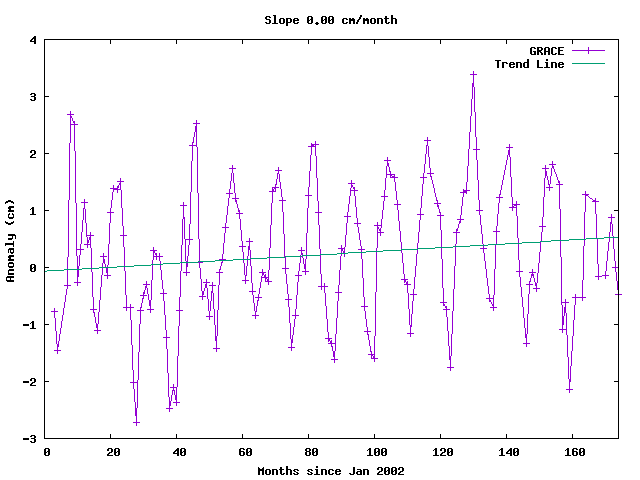 Slope 0.00 cm/month
GRACE
Trend Line
Anomaly (cm)
4
3
2
1
0
-1
-2
-3
0 20 40 60 80 100 120 140 160
Months since Jan 2002